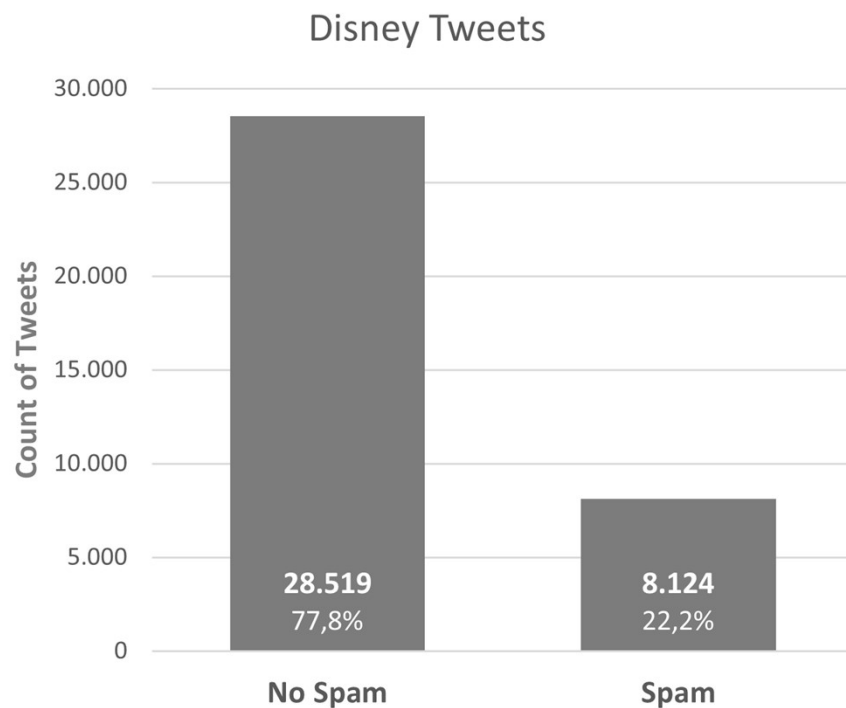 Disney Tweets
30.000
25.000
20.000
15.000
10.000
5.000
0
Count of Tweets
28.519
77,8%
8.124
22,2%
No Spam
Spam